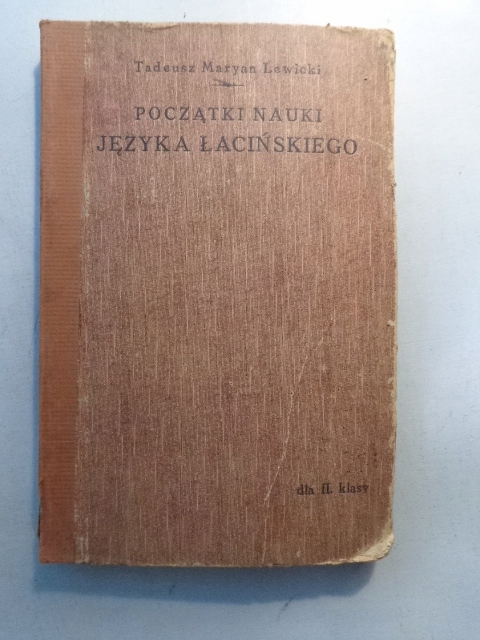 Tadeusz Maryan Lewicki
POCZĄTKI NAUKI
JĘZYKA ŁACIŃSKIEGO
dla II. klasy